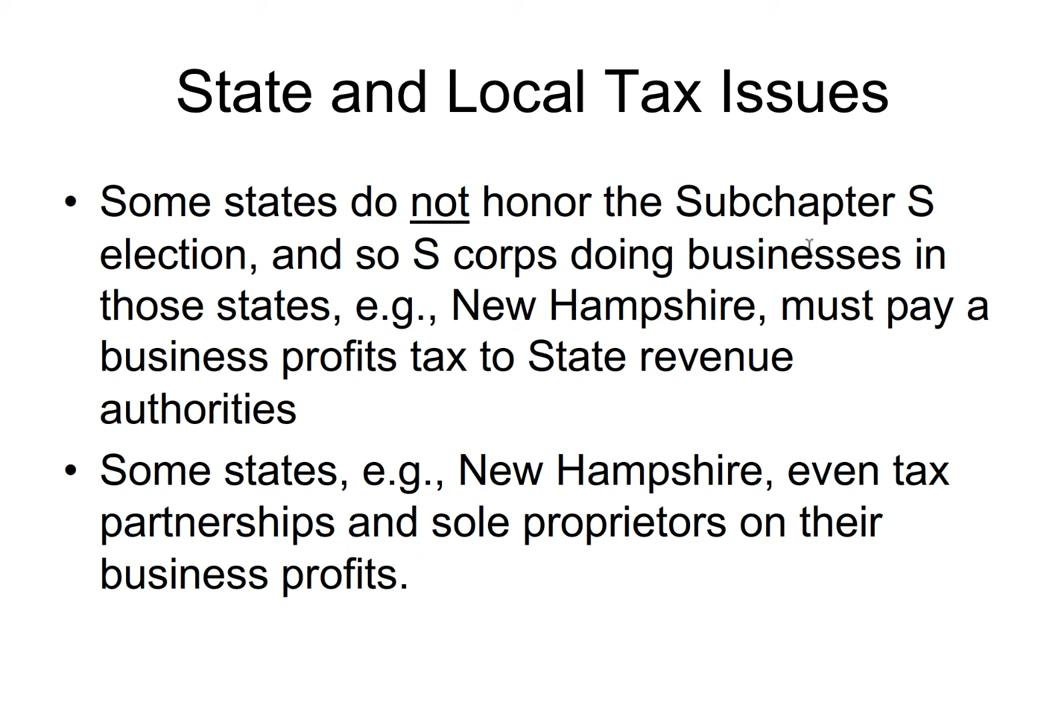 State and Local Tax Issues
• Some states do not honor the Subchapter S
election, and so S corps doing businesses in
those states, e.g., New Hampshire, must pay a
business profits tax to State revenue
authorities
• Some states, e.g., New Hampshire, even tax
partnerships and sole proprietors on their
business profits.